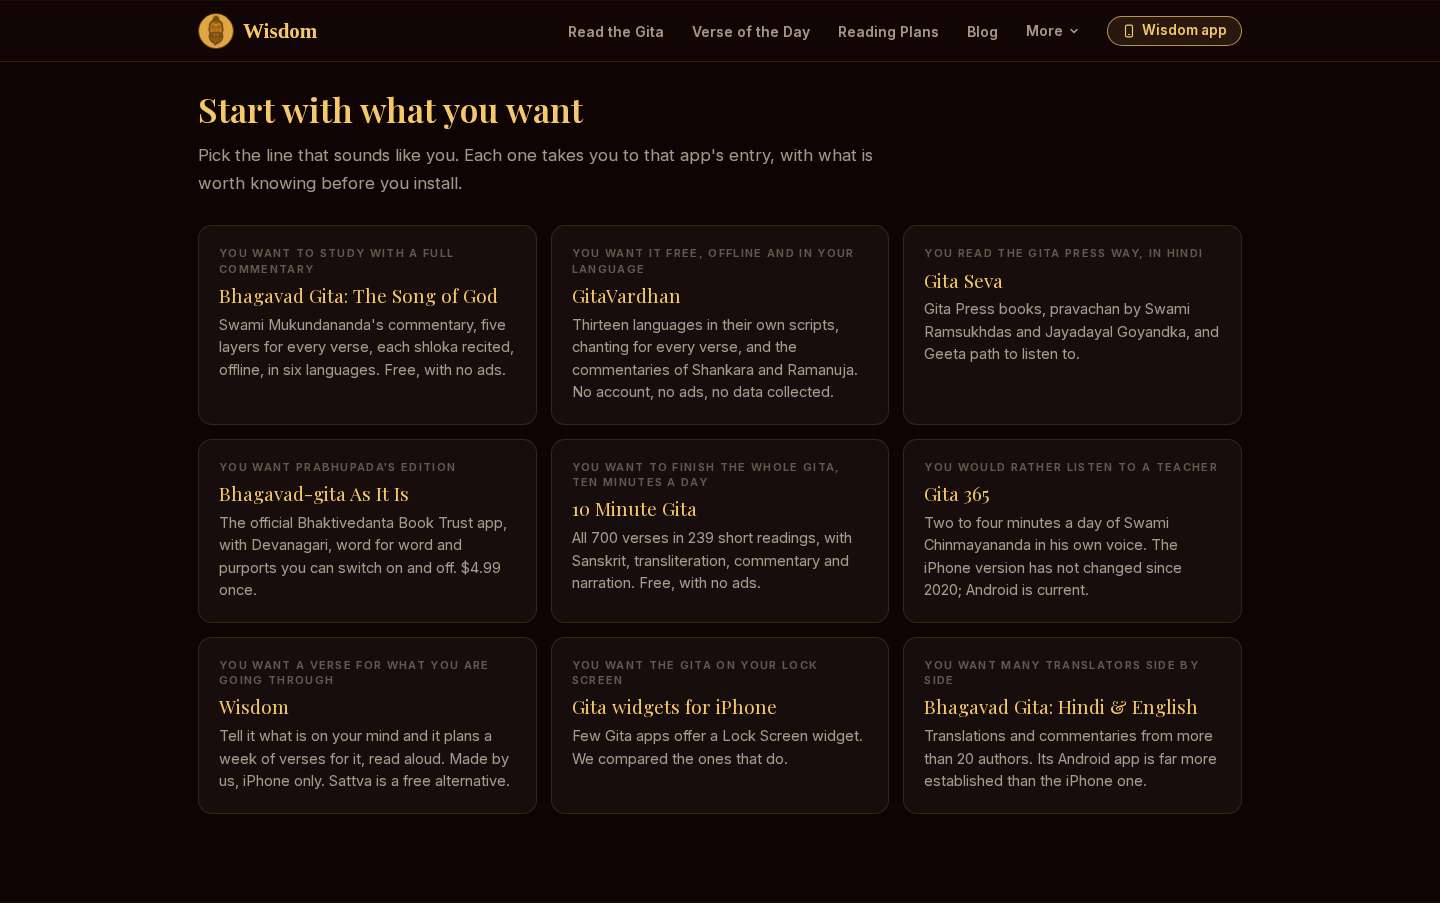 Wisdom
Read the Gita
Verse of the Day
Reading Plans
Blog
More
Wisdom app
Start with what you want
Pick the line that sounds like you. Each one takes you to that app's entry, with what is
worth knowing before you install.
YOU WANT TO STUDY WITH A FULL
COMMENTARY
Bhagavad Gita: The Song of God
Swami Mukundananda's commentary, five
layers for every verse, each shloka recited,
offline, in six languages. Free, with no ads.
YOU WANT IT FREE, OFFLINE AND IN YOUR
LANGUAGE
GitaVardhan
Thirteen languages in their own scripts,
chanting for every verse, and the
commentaries of Shankara and Ramanuja.
No account, no ads, no data collected.
YOU READ THE GITA PRESS WAY, IN HINDI
Gita Seva
Gita Press books, pravachan by Swami
Ramsukhdas and Jayadayal Goyandka, and
Geeta path to listen to.
YOU WANT PRABHUPADA'S EDITION
Bhagavad-gita As It Is
The official Bhaktivedanta Book Trust app,
with Devanagari, word for word and
purports you can switch on and off. $4.99
once.
YOU WANT TO FINISH THE WHOLE GITA,
TEN MINUTES A DAY
10 Minute Gita
All 700 verses in 239 short readings, with
Sanskrit, transliteration, commentary and
narration. Free, with no ads.
YOU WOULD RATHER LISTEN TO A TEACHER
Gita 365
Two to four minutes a day of Swami
Chinmayananda in his own voice. The
iPhone version has not changed since
2020; Android is current.
YOU WANT A VERSE FOR WHAT YOU ARE
GOING THROUGH
Wisdom
Tell it what is on your mind and it plans a
week of verses for it, read aloud. Made by
us, iPhone only. Sattva is a free alternative.
YOU WANT THE GITA ON YOUR LOCK
SCREEN
Gita widgets for iPhone
Few Gita apps offer a Lock Screen widget.
We compared the ones that do.
YOU WANT MANY TRANSLATORS SIDE BY
SIDE
Bhagavad Gita: Hindi & English
Translations and commentaries from more
than 20 authors. Its Android app is far more
established than the iPhone one.